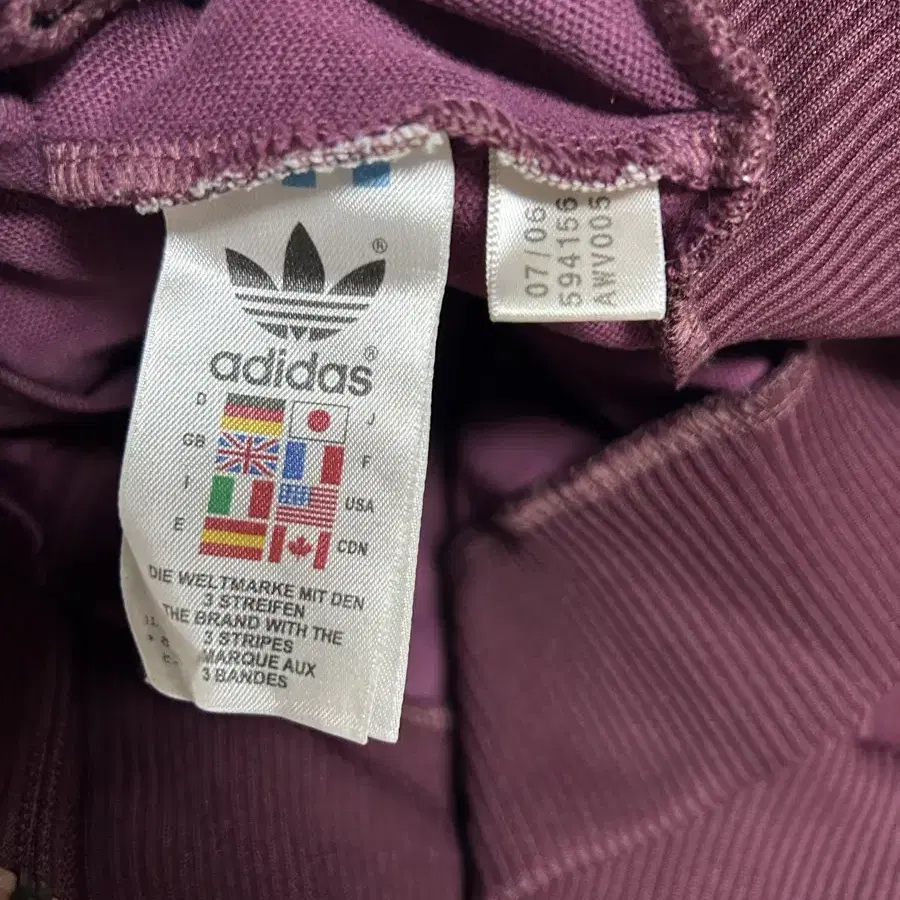 ®
adidas®
D
J
GB
F
I
USA
E
CDN
DIE WELTMARKE MIT DEN
3 STREIFEN
THE BRAND WITH THE
3 STRIPES
MARQUE AUX
3 BANDES
07/06
594156
AWV005